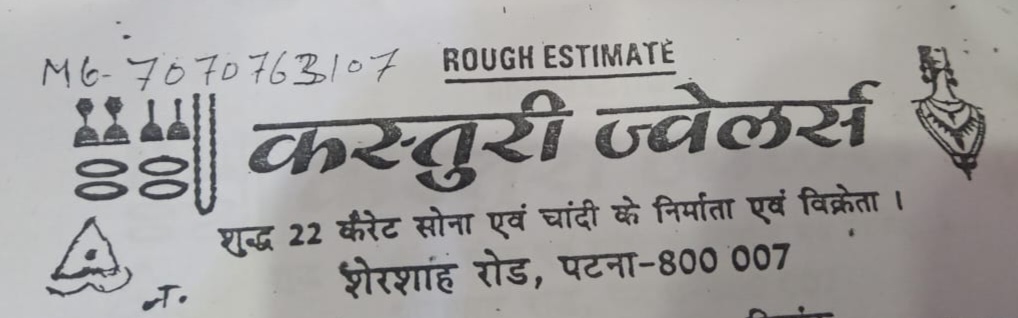 M6- 7070763107
ROUGH ESTIMATE
कस्तुरी ज्वेलर्स
शुद्ध 22 कैरेट सोना एवं चांदी के निर्माता एवं विक्रेता ।
शेरशाह रोड, पटना-800 007